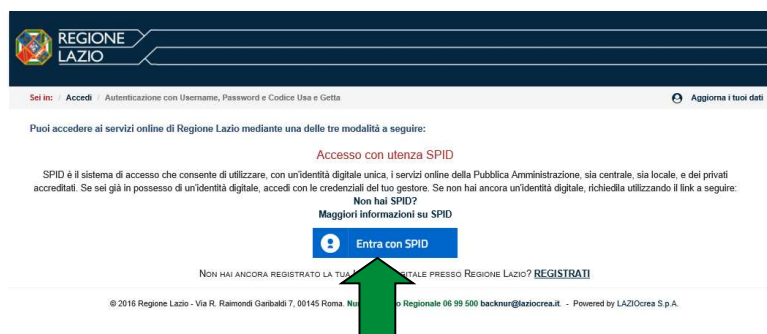 REGIONE
LAZIO
Sei in: / Accedi / Autenticazione con Username, Password e Codice Usa e Getta
Aggiorna i tuoi dati
Puoi accedere ai servizi online di Regione Lazio mediante una delle tre modalità a seguire:
Accesso con utenza SPID
SPID è il sistema di accesso che consente di utilizzare, con un'identità digitale unica, i servizi online della Pubblica Amministrazione, sia centrale, sia locale, e dei privati
accreditati. Se sei già in possesso di un'identità digitale, accedi con le credenziali del tuo gestore. Se non hai ancora un'identità digitale, richiedila utilizzando il link a seguire:
Non hai SPID?
Maggiori informazioni su SPID
Entra con SPID
NON HAI ANCORA REGISTRATO LA TUA PRESSO REGIONE LAZIO? REGISTRATI
© 2016 Regione Lazio - Via R. Raimondi Garibaldi 7, 00145 Roma. Regionale 06 99 500 backnur@laziocrea.it. - Powered by LAZIOcrea S.p.A.